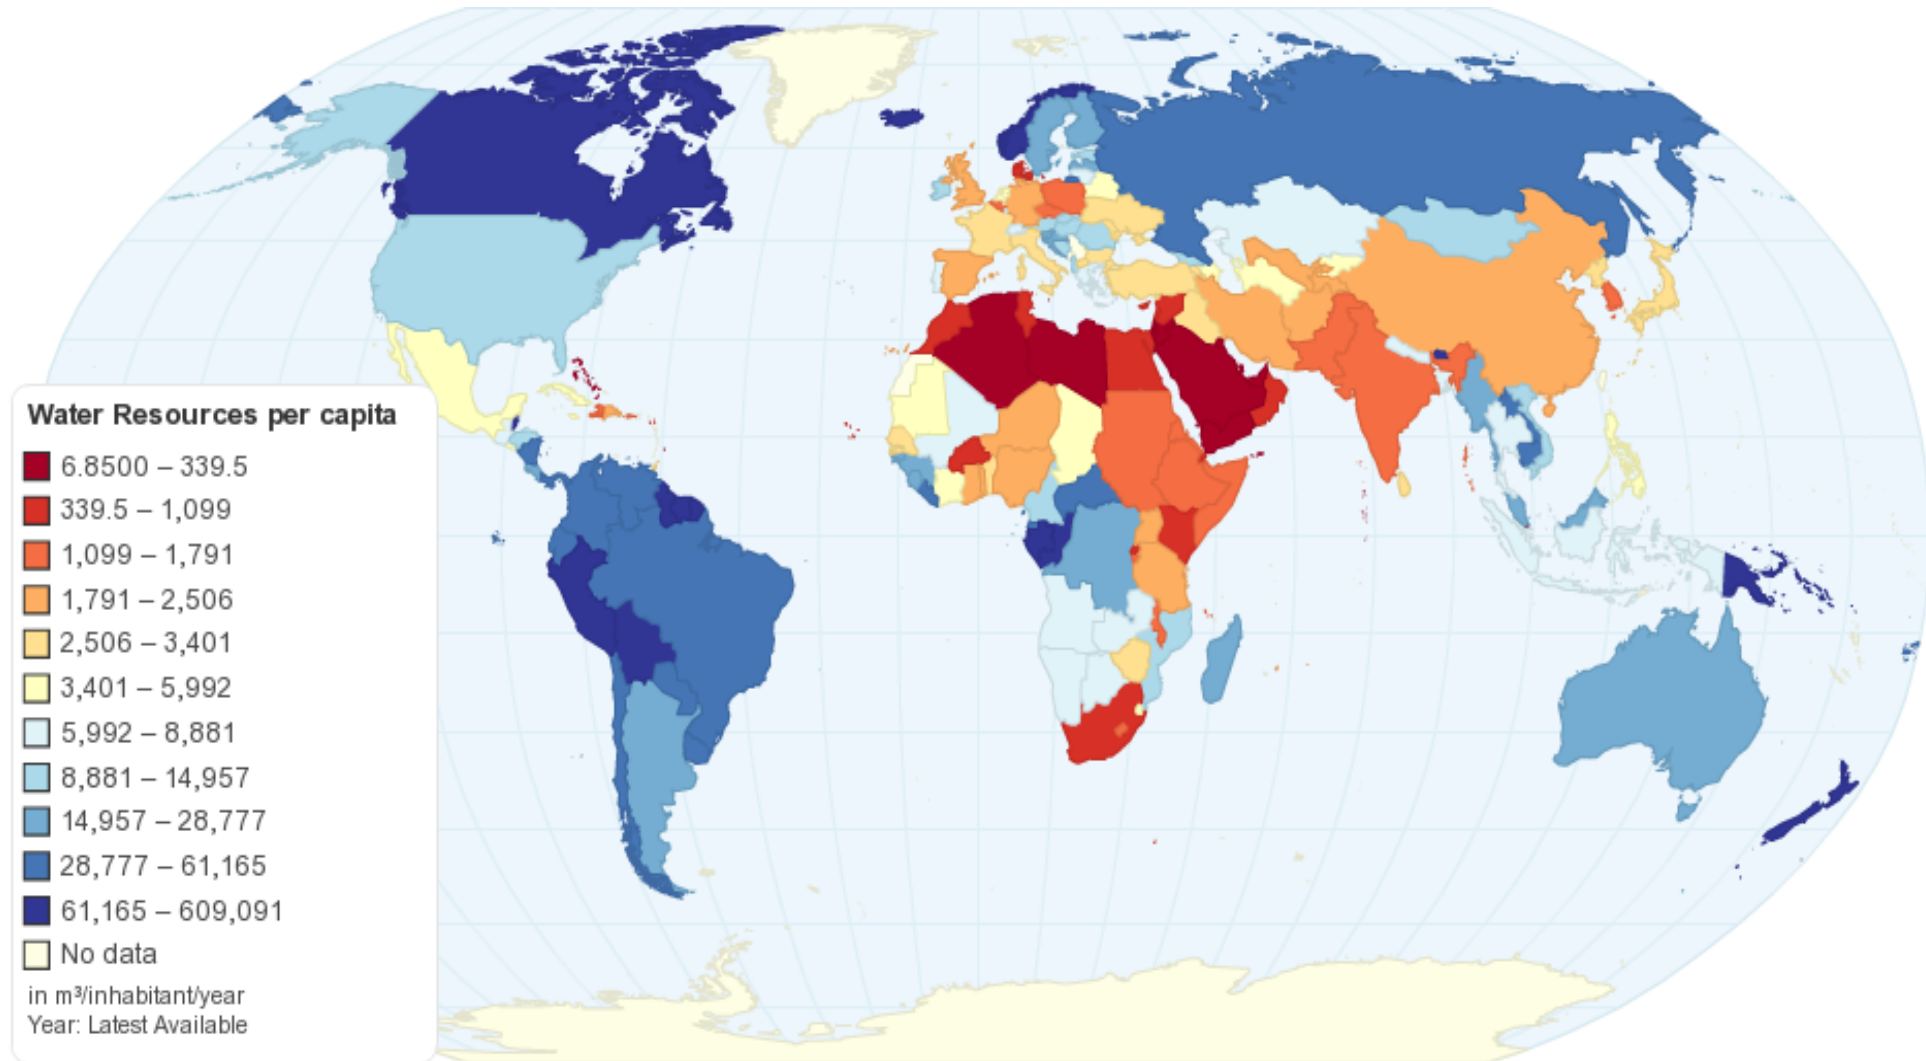 Water Resources per capita
6.8500 – 339.5
339.5 – 1,099
1,099 – 1,791
1,791 – 2,506
2,506 – 3,401
3,401 – 5,992
5,992 – 8,881
8,881 – 14,957
14,957 – 28,777
28,777 – 61,165
61,165 – 609,091
No data
in m³/inhabitant/year
Year: Latest Available